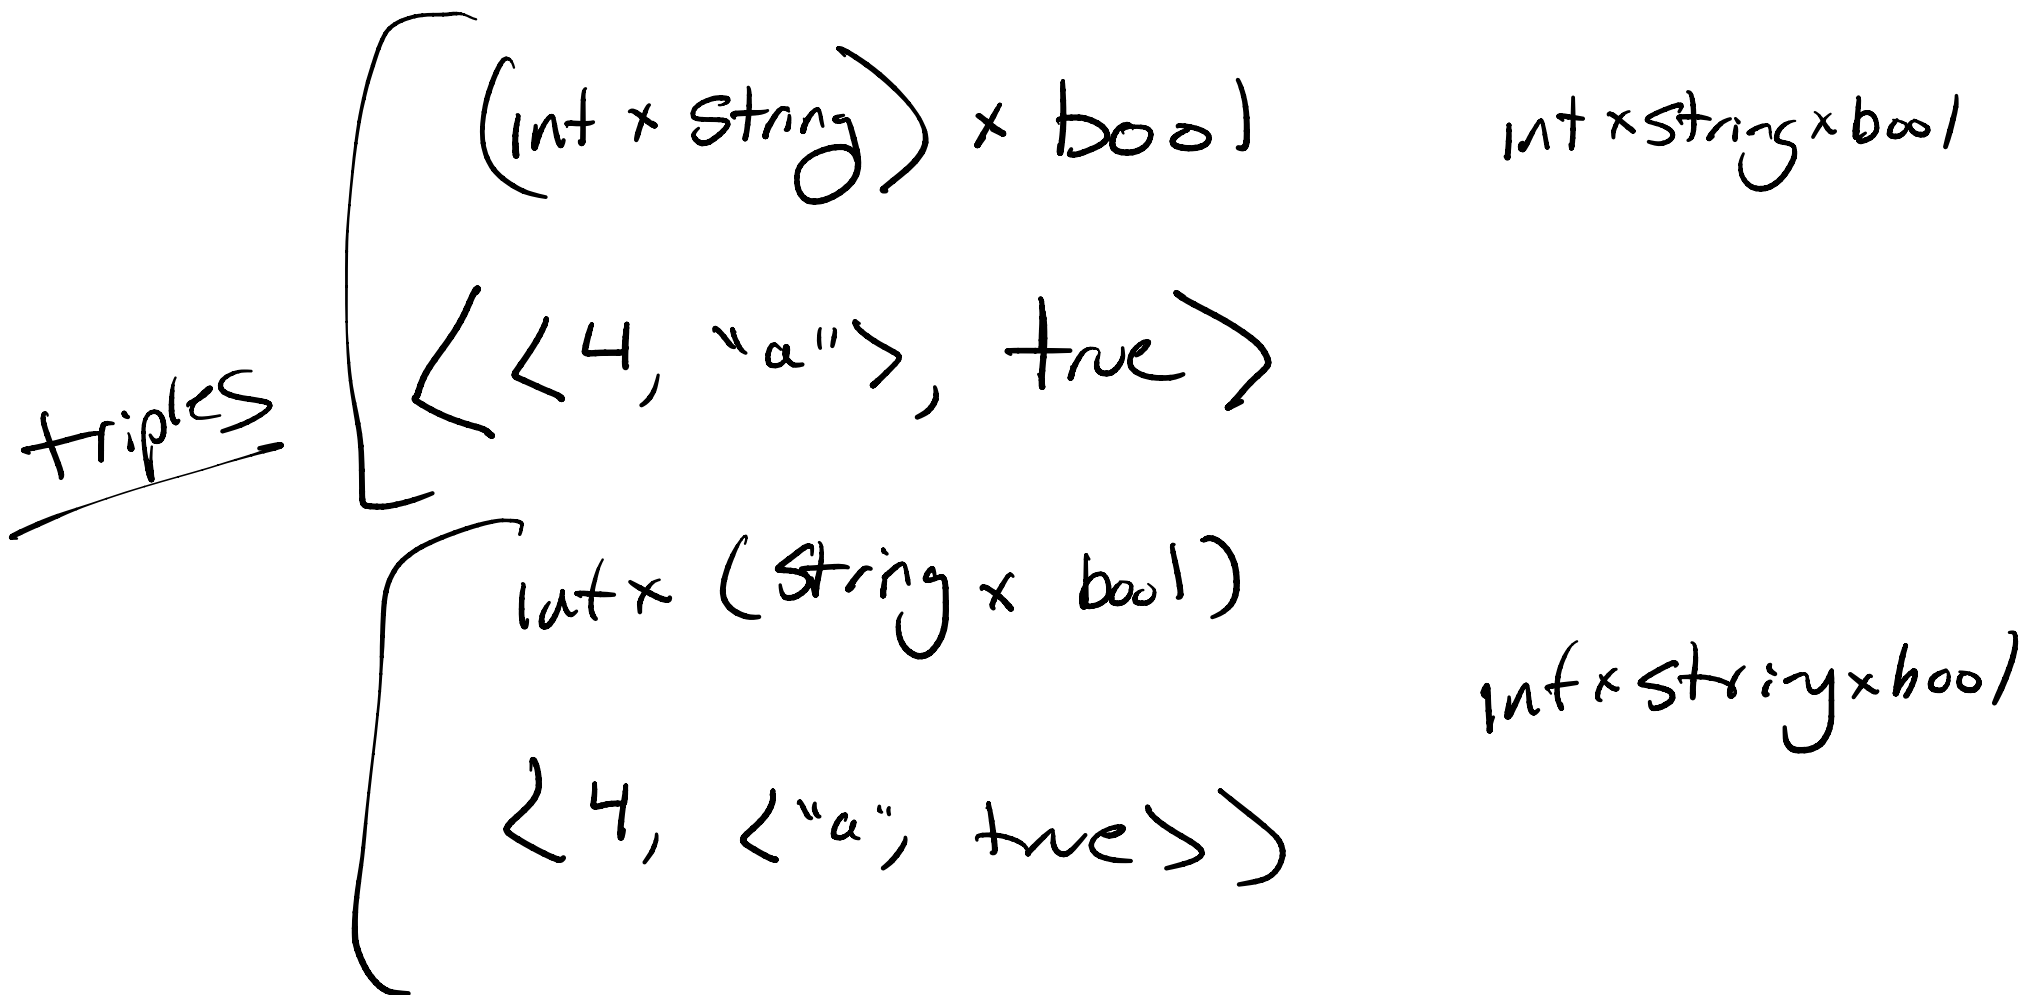 (int × string) × bool
int × string × bool
<<4, "a">, true>
triples
int × (string × bool)
int × string × bool
<4, <"a", true>>